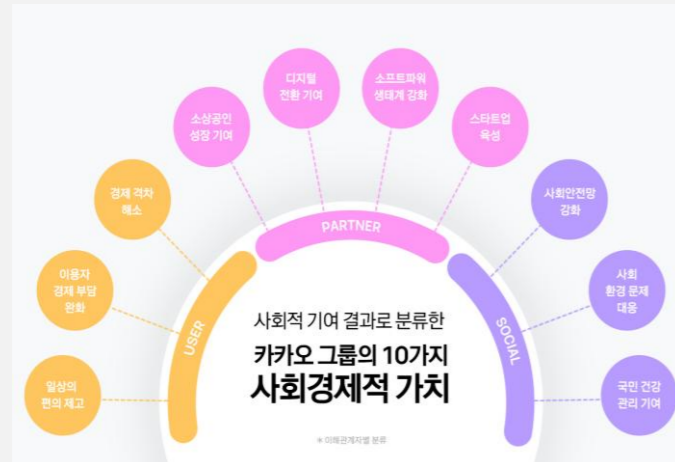 디지털
전환 기여
소프트파워
생태계 강화
소상공인
성장 기여
스타트업
육성
경제 격차
해소
사회안전망
강화
PARTNER
이용자
경제 부담
완화
사회
환경 문제
대응
USER
SOCIAL
사회적 기여 결과로 분류한
카카오 그룹의 10가지
사회경제적 가치
일상의
편의 제고
국민 건강
관리 기여
* 이해관계자별 분류